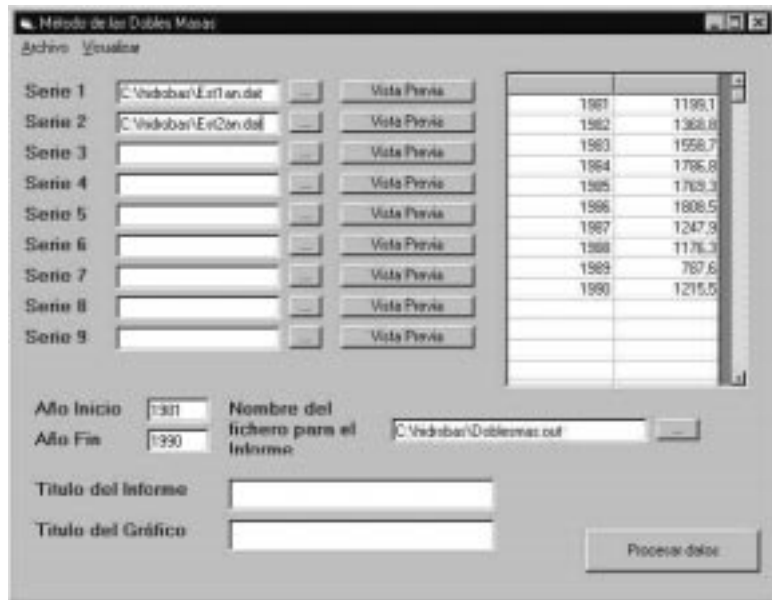 Método de las Dobles Masas
Archivo Visualizar
Serie 1 C:\hidrobas\Est1an.dat ... Vista Previa
Serie 2 C:\hidrobas\Est2an.dat ... Vista Previa
Serie 3 ... Vista Previa
Serie 4 ... Vista Previa
Serie 5 ... Vista Previa
Serie 6 ... Vista Previa
Serie 7 ... Vista Previa
Serie 8 ... Vista Previa
Serie 9 ... Vista Previa
1981 1199,1
1982 1368,8
1983 1558,7
1984 1786,8
1985 1769,3
1986 1808,5
1987 1247,9
1988 1176,3
1989 787,6
1990 1215,5
Año Inicio 1981
Año Fin 1990
Nombre del
fichero para el
Informe
C:\hidrobas\Doblesmas.out ...
Titulo del Informe
Titulo del Gráfico
Procesar datos